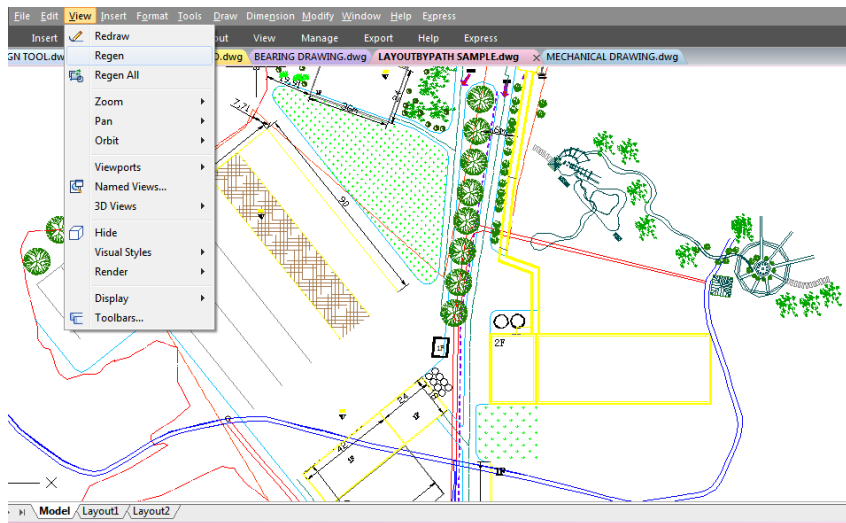 File Edit View Insert Format Tools Draw Dimension Modify Window Help Express
Insert out View Manage Export Help Express
GN TOOL.dw D.dwg BEARING DRAWING.dwg LAYOUTBYPATH SAMPLE.dwg × MECHANICAL DRAWING.dwg
Redraw
Regen
Regen All
Zoom
Pan
Orbit
Viewports
Named Views...
3D Views
Hide
Visual Styles
Render
Display
Toolbars...
7,71
90
2F
1F
24
1F
42
1F
1F
X
Model Layout1 Layout2